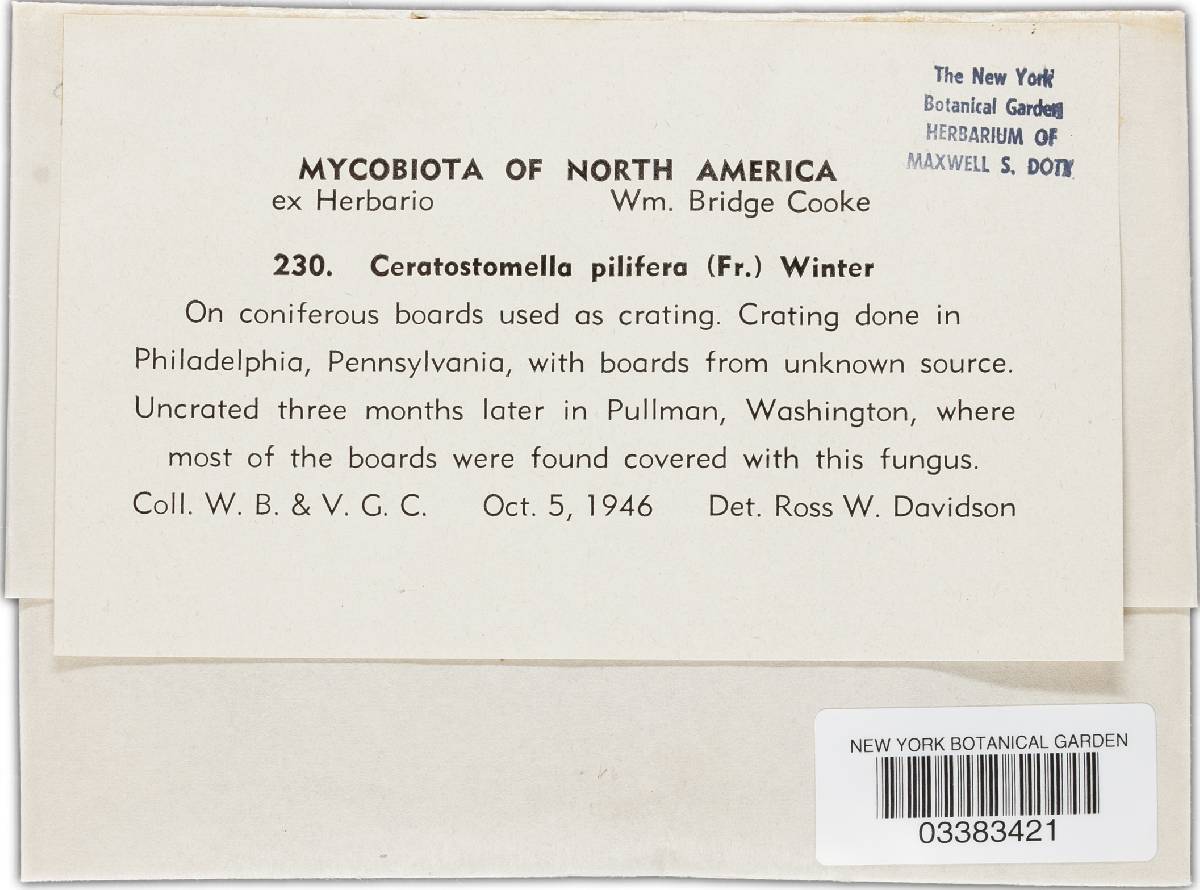 The New York
Botanical Garden
HERBARIUM OF
MAXWELL S. DOTY
MYCOBIOTA OF NORTH AMERICA
ex Herbario Wm. Bridge Cooke
230. Ceratostomella pilifera (Fr.) Winter
On coniferous boards used as crating. Crating done in
Philadelphia, Pennsylvania, with boards from unknown source.
Uncrated three months later in Pullman, Washington, where
most of the boards were found covered with this fungus.
Coll. W. B. & V. G. C. Oct. 5, 1946 Det. Ross W. Davidson
NEW YORK BOTANICAL GARDEN
03383421